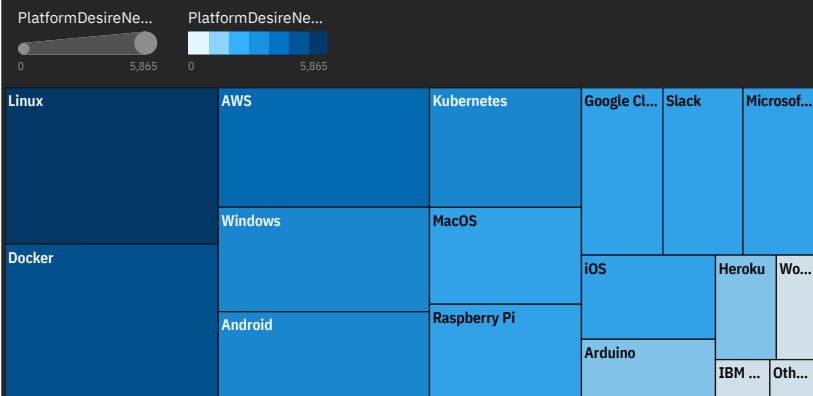 PlatformDesireNe...
PlatformDesireNe...
0
5,865
0
5,865
Linux
AWS
Kubernetes
Google Cl...
Slack
Microsof...
Windows
MacOS
Docker
iOS
Heroku
Wo...
Android
Raspberry Pi
Arduino
IBM ...
Oth...